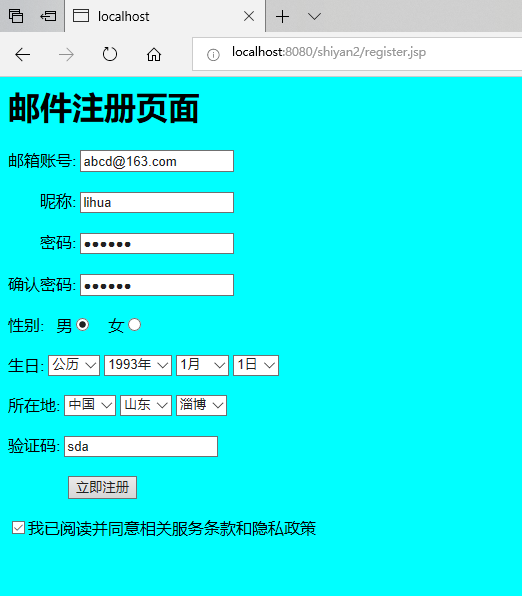 localhost
localhost:8080/shiyan2/register.jsp
邮件注册页面
邮箱账号: abcd@163.com
昵称: lihua
密码: ●●●●●●
确认密码: ●●●●●●
性别: 男 女
生日: 公历 1993年 1月 1日
所在地: 中国 山东 淄博
验证码: sda
立即注册
我已阅读并同意相关服务条款和隐私政策